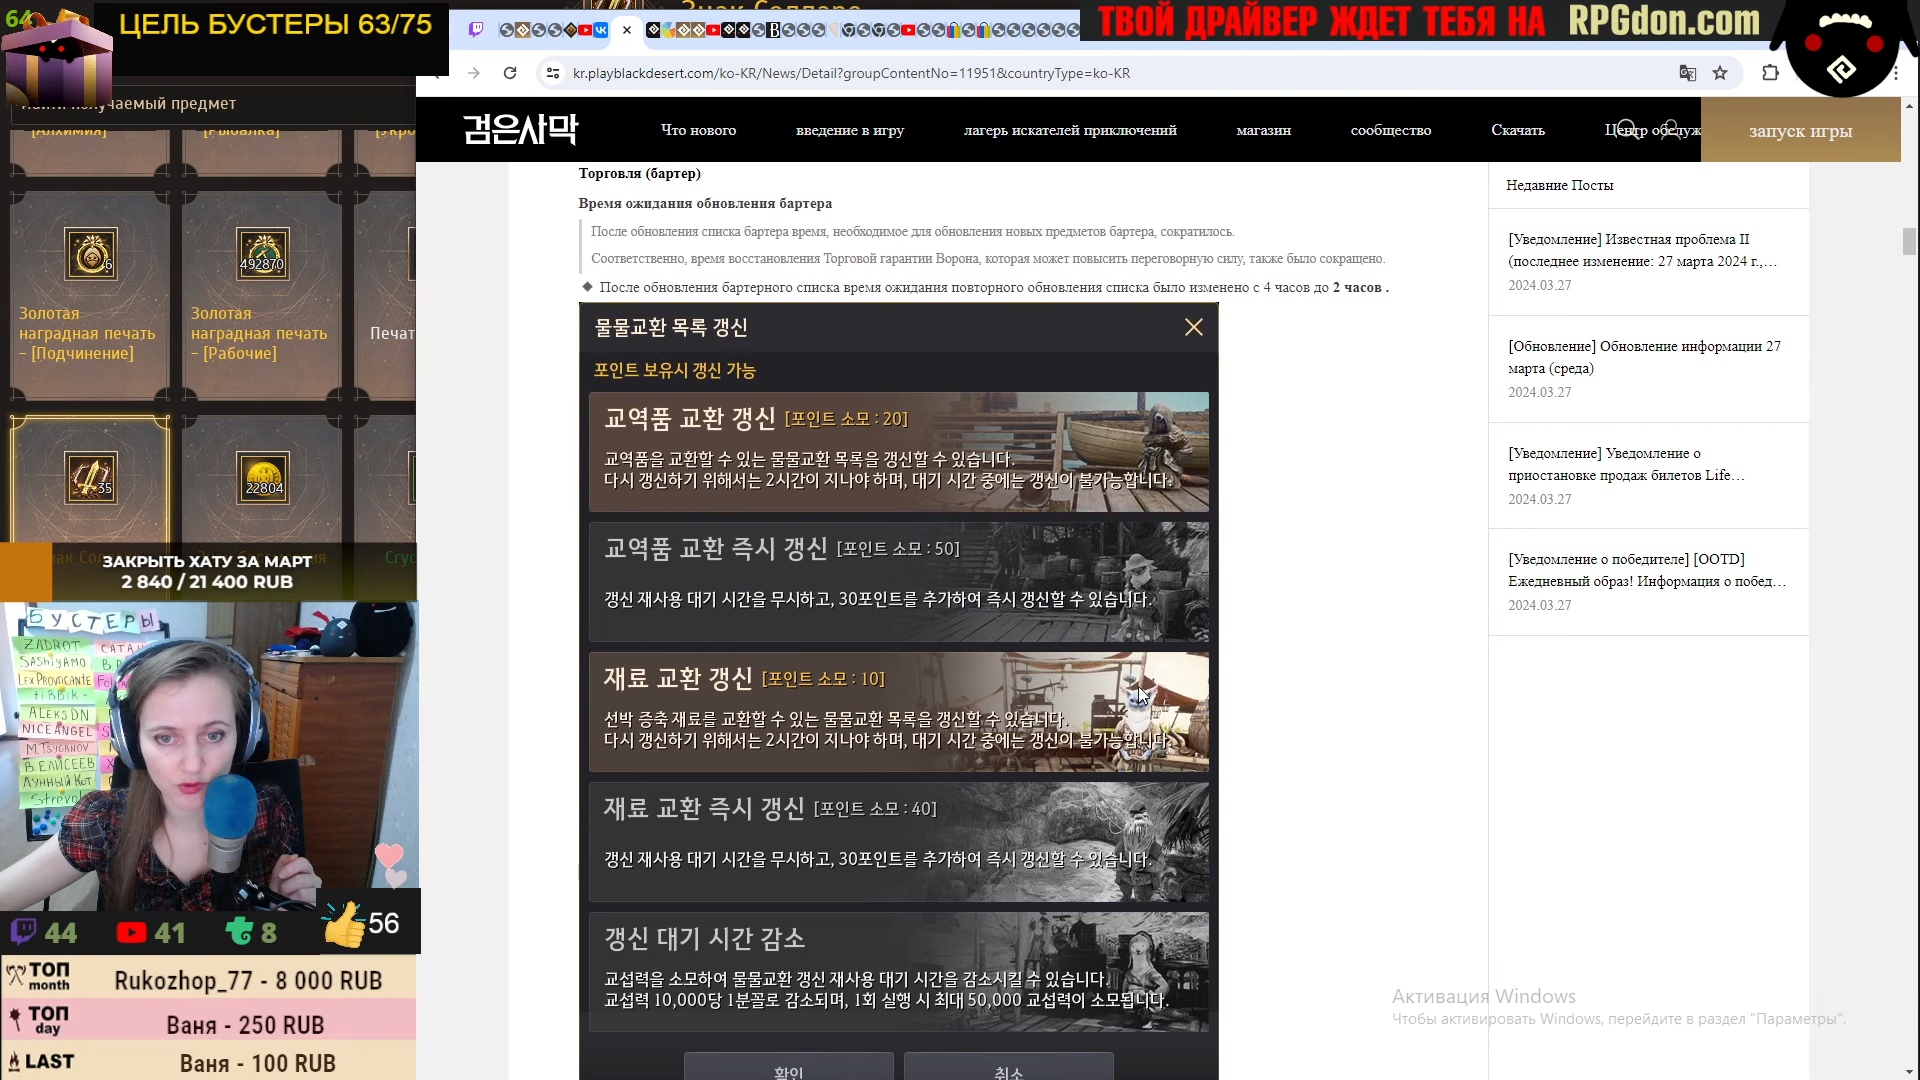 64
ЦЕЛЬ БУСТЕРЫ 63/75
ТВОЙ ДРАЙВЕР ЖДЕТ ТЕБЯ НА RPGdon.com
kr.playblackdesert.com/ko-KR/News/Detail?groupContentNo=11951&countryType=ko-KR
получаемый предмет
[Алхимия]
[Рыбалка]
검은사막
Что нового
введение в игру
лагерь искателей приключений
магазин
сообщество
Скачать
запуск игры
6
492870
Золотая
наградная печать
- [Подчинение]
Золотая
наградная печать
- [Рабочие]
Печат
35
22804
ЗАКРЫТЬ ХАТУ ЗА МАРТ
2 840 / 21 400 RUB
Торговля (бартер)
Время ожидания обновления бартера
После обновления списка бартера время, необходимое для обновления новых предметов бартера, сократилось.
Соответственно, время восстановления Торговой гарантии Ворона, которая может повысить переговорную силу, также было сокращено.
◆ После обновления бартерного списка время ожидания повторного обновления списка было изменено с 4 часов до 2 часов .
물물교환 목록 갱신
포인트 보유시 갱신 가능
교역품 교환 갱신 [포인트 소모 : 20]
교역품을 교환할 수 있는 물물교환 목록을 갱신할 수 있습니다.
다시 갱신하기 위해서는 2시간이 지나야 하며, 대기 시간 중에는 갱신이 불가능합니다.
교역품 교환 즉시 갱신 [포인트 소모 : 50]
갱신 재사용 대기 시간을 무시하고, 30포인트를 추가하여 즉시 갱신할 수 있습니다.
재료 교환 갱신 [포인트 소모 : 10]
선박 증축 재료를 교환할 수 있는 물물교환 목록을 갱신할 수 있습니다.
다시 갱신하기 위해서는 2시간이 지나야 하며, 대기 시간 중에는 갱신이 불가능합니다.
재료 교환 즉시 갱신 [포인트 소모 : 40]
갱신 재사용 대기 시간을 무시하고, 30포인트를 추가하여 즉시 갱신할 수 있습니다.
갱신 대기 시간 감소
교섭력을 소모하여 물물교환 갱신 재사용 대기 시간을 감소시킬 수 있습니다.
교섭력 10,000당 1분꼴로 감소되며, 1회 실행 시 최대 50,000 교섭력이 소모됩니다.
확인
취소
Недавние Посты
[Уведомление] Известная проблема II
(последнее изменение: 27 марта 2024 г.,…
2024.03.27
[Обновление] Обновление информации 27
марта (среда)
2024.03.27
[Уведомление] Уведомление о
приостановке продаж билетов Life…
2024.03.27
[Уведомление о победителе] [OOTD]
Ежедневный образ! Информация о побед…
2024.03.27
Активация Windows
Чтобы активировать Windows, перейдите в раздел "Параметры".
БУСТЕРЫ
ZADROT
SASHIYAMO
LEX PROVOCANTE
ALEKSDN
NICEANGEL
M.TSYGANOV
В.ЕЛИСЕЕВ
ЛУННЫЙ КОТ
Strevol
44
41
8
56
ТОП month
Rukozhop_77 - 8 000 RUB
ТОП day
Ваня - 250 RUB
LAST
Ваня - 100 RUB